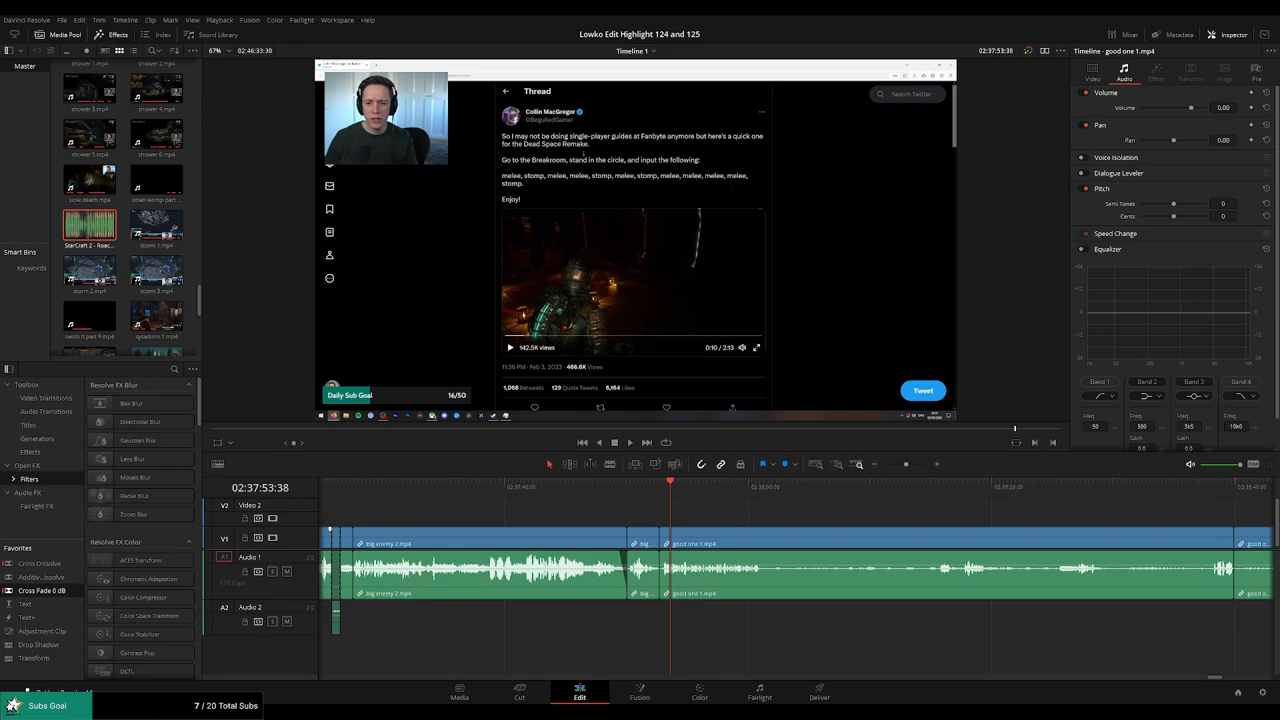 DaVinci Resolve File Edit Trim Timeline Clip Mark View Playback Fusion Color Fairlight Workspace Help
Media Pool Effects Index Sound Library
Lowko Edit Highlight 124 and 125
Mixer Metadata Inspector
67% 02:46:33:30
Timeline 1
02:37:53:38
Timeline - good one 1.mp4
Master
shower 1.mp4 shower 2.mp4
shower 3.mp4 shower 4.mp4
shower 5.mp4 shower 6.mp4
slow death.mp4 small womp part ...
StarCraft 2 - Roac... storm 1.mp4
storm 2.mp4 storm 3.mp4
swish it past 9.mp4 sysadmin 1.mp4
Smart Bins
Keywords
Thread
Search Twitter
Collin MacGregor
@BeguiledGamer
So I may not be doing single-player guides at Fanbyte anymore but here's a quick one
for the Dead Space Remake.
Go to the Breakroom, stand in the circle, and input the following:
melee, stomp, melee, melee, stomp, melee, stomp, melee, melee, melee, melee,
stomp.
Enjoy!
142.5K views
0:10 / 2:13
11:36 PM · Feb 3, 2023 466.6K Views
1,068 Retweets 129 Quote Tweets 6,164 Likes
Tweet
Daily Sub Goal 16/50
Video Audio Effects Transition Image File
Volume
Volume 0.00
Pan
Pan 0.00
Voice Isolation
Dialogue Leveler
Pitch
Semi Tones 0
Cents 0
Speed Change
Equalizer
Band 1 Band 2 Band 3 Band 4
Freq Freq Freq Freq
50 500 3k5 10k0
Gain Gain
Toolbox
Video Transitions
Audio Transitions
Titles
Generators
Effects
Open FX
Filters
Audio FX
Fairlight FX
Favorites
Cross Dissolve
Additiv...issolve
Cross Fade 0 dB
Text
Text+
Adjustment Clip
Drop Shadow
Transform
Resolve FX Blur
Box Blur
Directional Blur
Gaussian Blur
Lens Blur
Mosaic Blur
Radial Blur
Zoom Blur
Resolve FX Color
ACES Transform
Chromatic Adaptation
Color Compressor
Color Space Transform
Color Stabilizer
Contrast Pop
DCTL
DIM
02:37:53:38
02:37:40:00 02:38:00:00 02:39:20:00 02:39:40:00
V2 Video 2
V1
big enemy 2.mp4 big ... good one 1.mp4 good o...
A1 Audio 1 2.0
big enemy 2.mp4 big ... good one 1.mp4 good o...
A2 Audio 2 2.0
S M
S M
Media Cut Edit Fusion Color Fairlight Deliver
Subs Goal 7 / 20 Total Subs